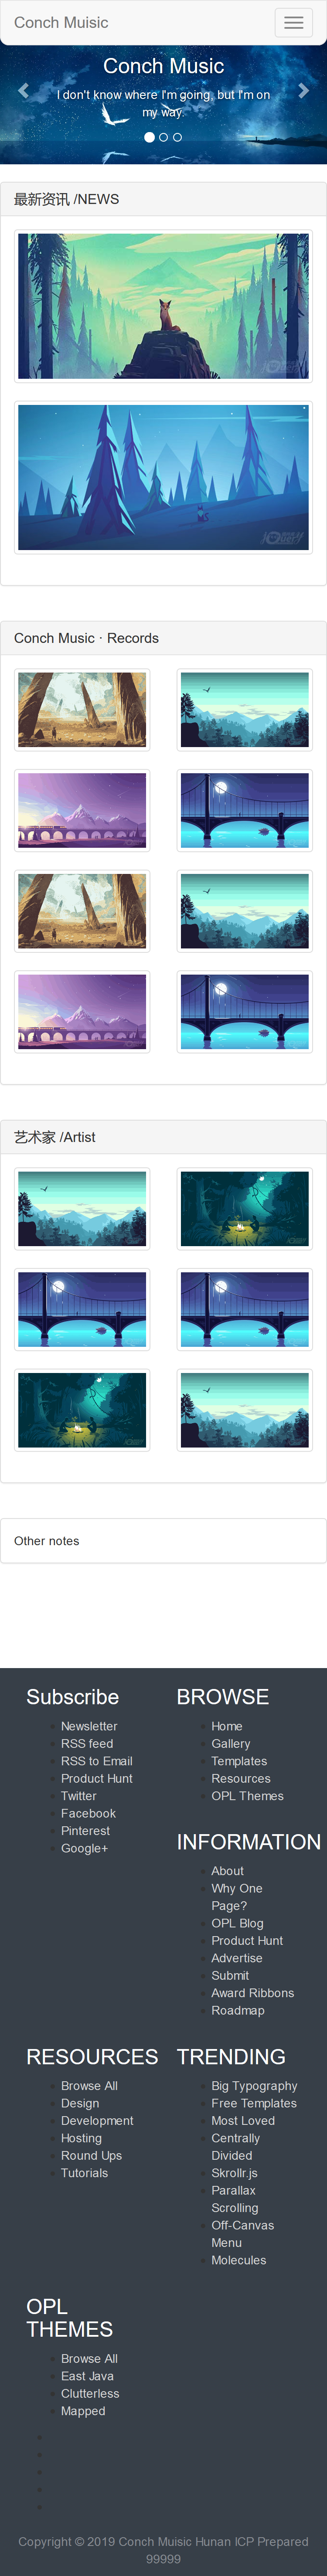 Conch Muisic
Conch Music
I don't know where I'm going, but I'm on
my way.
最新资讯 /NEWS
Conch Music · Records
艺术家 /Artist
Other notes
Subscribe
Newsletter
RSS feed
RSS to Email
Product Hunt
Twitter
Facebook
Pinterest
Google+
BROWSE
Home
Gallery
Templates
Resources
OPL Themes
INFORMATION
About
Why One
Page?
OPL Blog
Product Hunt
Advertise
Submit
Award Ribbons
Roadmap
RESOURCES
Browse All
Design
Development
Hosting
Round Ups
Tutorials
TRENDING
Big Typography
Free Templates
Most Loved
Centrally
Divided
Skrollr.js
Parallax
Scrolling
Off-Canvas
Menu
Molecules
OPL
THEMES
Browse All
East Java
Clutterless
Mapped
Copyright © 2019 Conch Muisic Hunan ICP Prepared
99999